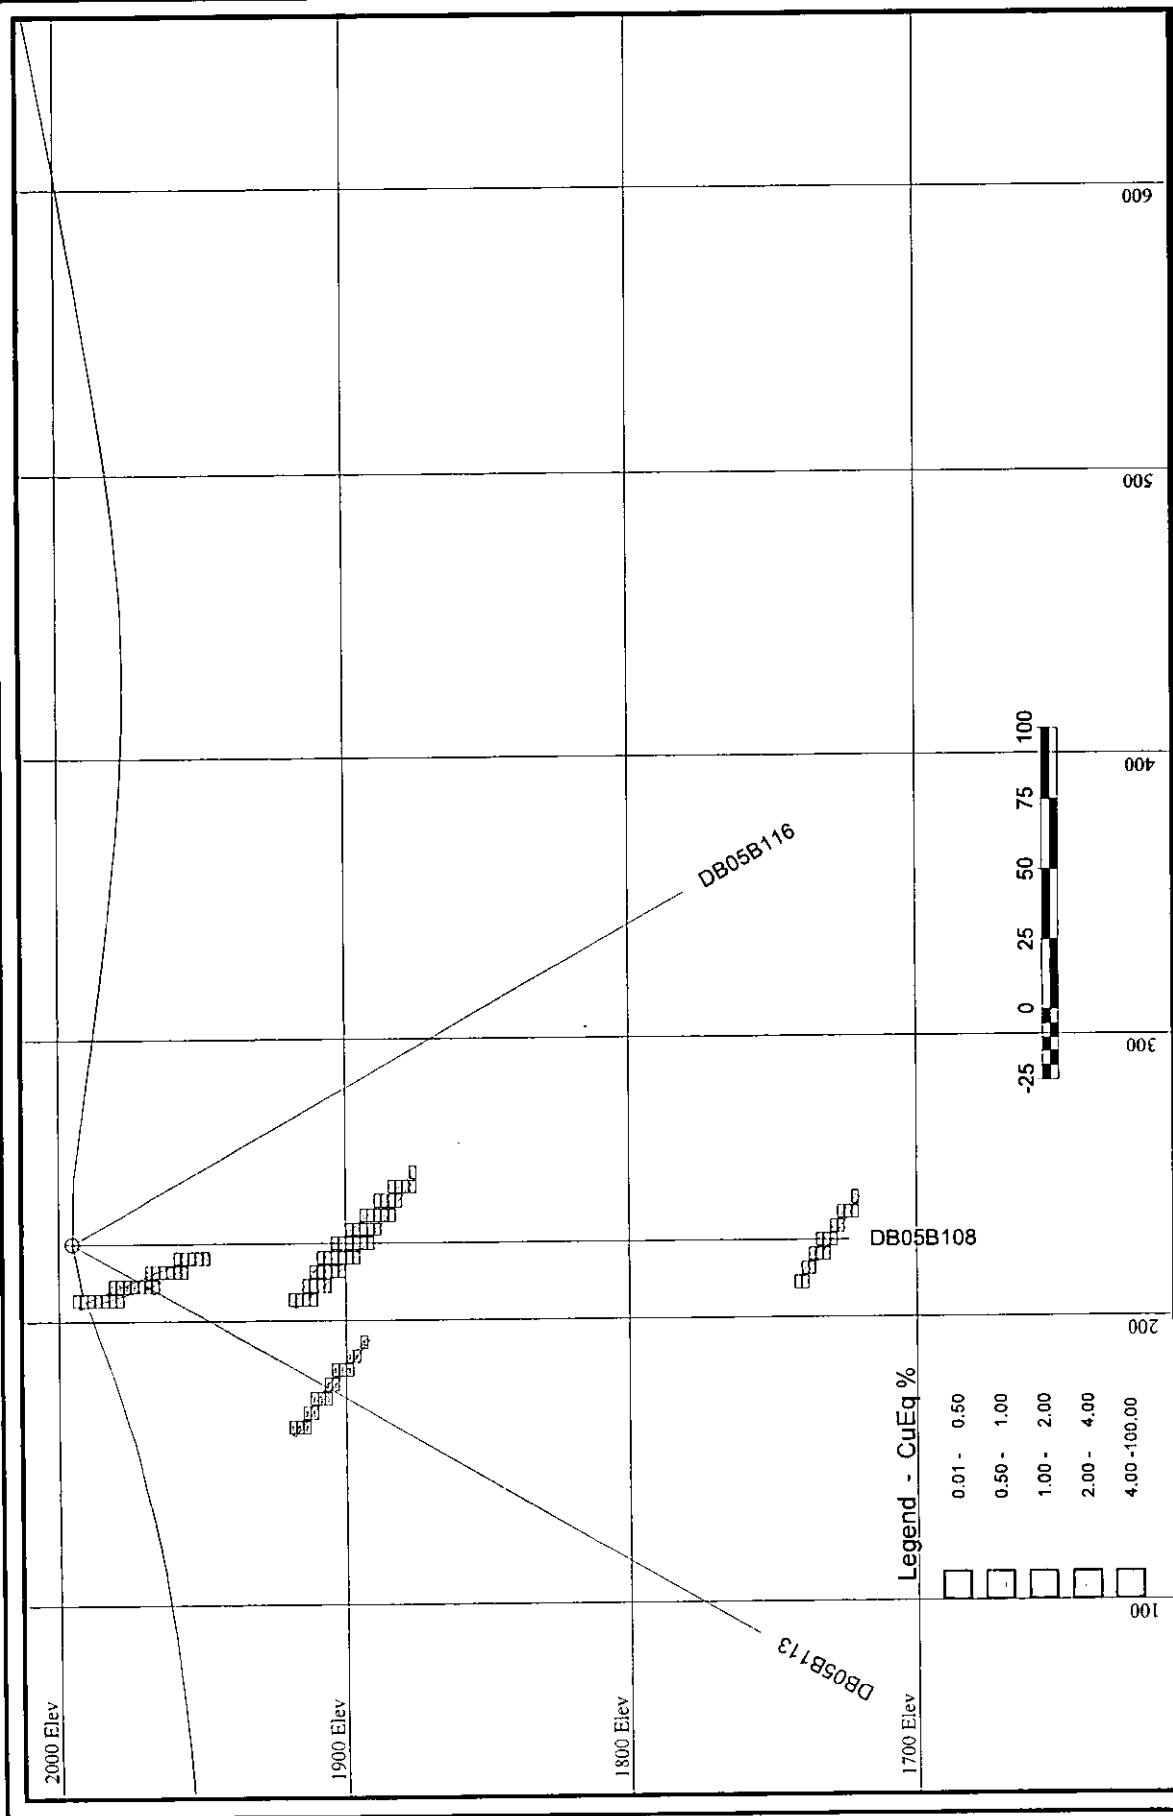 2000 Elev
1900 Elev
1800 Elev
1700 Elev
100
200
300
400
500
600
DB05B113
DB05B108
DB05B116
-25 0 25 50 75 100
Legend - CuEq %
0.01 - 0.50
0.50 - 1.00
1.00 - 2.00
2.00 - 4.00
4.00 -100.00